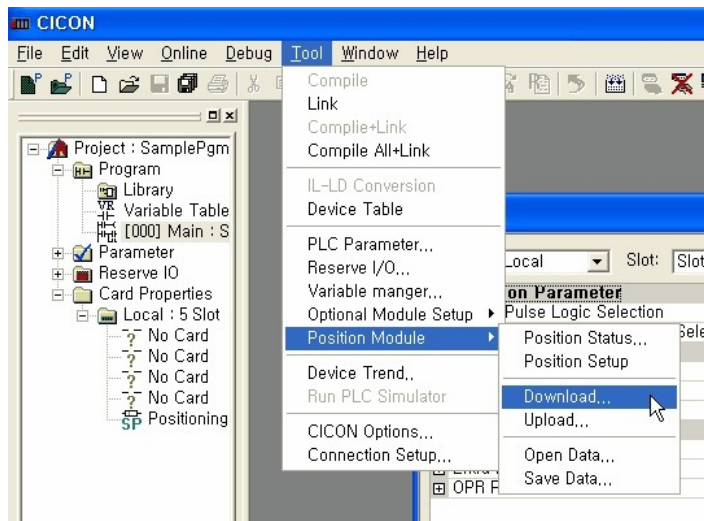 CICON
File Edit View Online Debug Tool Window Help
Project : SamplePgm
Program
Library
Variable Table
[000] Main : S
Parameter
Reserve IO
Card Properties
Local : 5 Slot
No Card
No Card
No Card
No Card
Positioning
Compile
Link
Complie+Link
Compile All+Link
IL-LD Conversion
Device Table
PLC Parameter...
Reserve I/O...
Variable manger...
Optional Module Setup
Position Module
Device Trend..
Run PLC Simulator
CICON Options...
Connection Setup...
Position Status...
Position Setup
Download...
Upload...
Open Data...
Save Data...
Local Slot: Slot
on Parameter
Pulse Logic Selection
Sele
OPR F